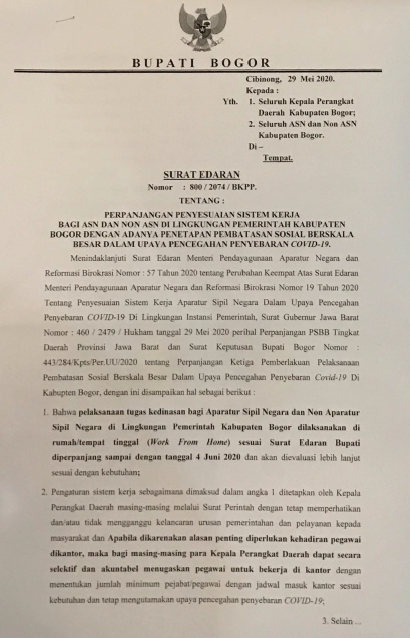 BUPATI BOGOR
Cibinong, 29 Mei 2020.
Kepada :
Yth. 1. Seluruh Kepala Perangkat
Daerah Kabupaten Bogor;
2. Seluruh ASN dan Non ASN
Kabupaten Bogor.
Di –
Tempat.
SURAT EDARAN
Nomor : 800 / 2074 / BKPP.
TENTANG :
PERPANJANGAN PENYESUAIAN SISTEM KERJA
BAGI ASN DAN NON ASN DI LINGKUNGAN PEMERINTAH KABUPATEN
BOGOR DENGAN ADANYA PENETAPAN PEMBATASAN SOSIAL BERSKALA
BESAR DALAM UPAYA PENCEGAHAN PENYEBARAN COVID-19.
Menindaklanjuti Surat Edaran Menteri Pendayagunaan Aparatur Negara dan
Reformasi Birokrasi Nomor : 57 Tahun 2020 tentang Perubahan Keempat Atas Surat Edaran
Menteri Pendayagunaan Aparatur Negara dan Reformasi Birokrasi Nomor 19 Tahun 2020
Tentang Penyesuaian Sistem Kerja Aparatur Sipil Negara Dalam Upaya Pencegahan
Penyebaran COVID-19 Di Lingkungan Instansi Pemerintah, Surat Gubernur Jawa Barat
Nomor : 460 / 2479 / Hukham tanggal 29 Mei 2020 perihal Perpanjangan PSBB Tingkat
Daerah Provinsi Jawa Barat dan Surat Keputusan Bupati Bogor Nomor :
443/284/Kpts/Per.UU/2020 tentang Perpanjangan Ketiga Pemberlakuan Pelaksanaan
Pembatasan Sosial Berskala Besar Dalam Upaya Pencegahan Penyebaran Covid-19 Di
Kabupten Bogor, dengan ini disampaikan hal sebagai berikut :
1. Bahwa pelaksanaan tugas kedinasan bagi Aparatur Sipil Negara dan Non Aparatur
Sipil Negara di Lingkungan Pemerintah Kabupaten Bogor dilaksanakan di
rumah/tempat tinggal (Work From Home) sesuai Surat Edaran Bupati
diperpanjang sampai dengan tanggal 4 Juni 2020 dan akan dievaluasi lebih lanjut
sesuai dengan kebutuhan;
2. Pengaturan sistem kerja sebagaimana dimaksud dalam angka 1 ditetapkan oleh Kepala
Perangkat Daerah masing-masing melalui Surat Perintah dengan tetap memperhatikan
dan/atau tidak mengganggu kelancaran urusan pemerintahan dan pelayanan kepada
masyarakat dan Apabila dikarenakan alasan penting diperlukan kehadiran pegawai
dikantor, maka bagi masing-masing para Kepala Perangkat Daerah dapat secara
selektif dan akuntabel menugaskan pegawai untuk bekerja di kantor dengan
menentukan jumlah minimum pejabat/pegawai dengan jadwal masuk kantor sesuai
kebutuhan dan tetap mengutamakan upaya pencegahan penyebaran COVID-19;
3. Selain ...